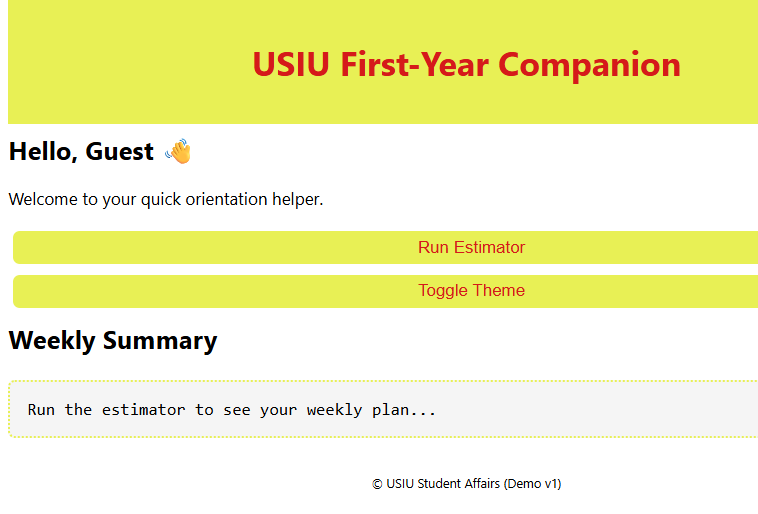 USIU First-Year Companion
Hello, Guest 👋
Welcome to your quick orientation helper.
Run Estimator
Toggle Theme
Weekly Summary
Run the estimator to see your weekly plan...
© USIU Student Affairs (Demo v1)